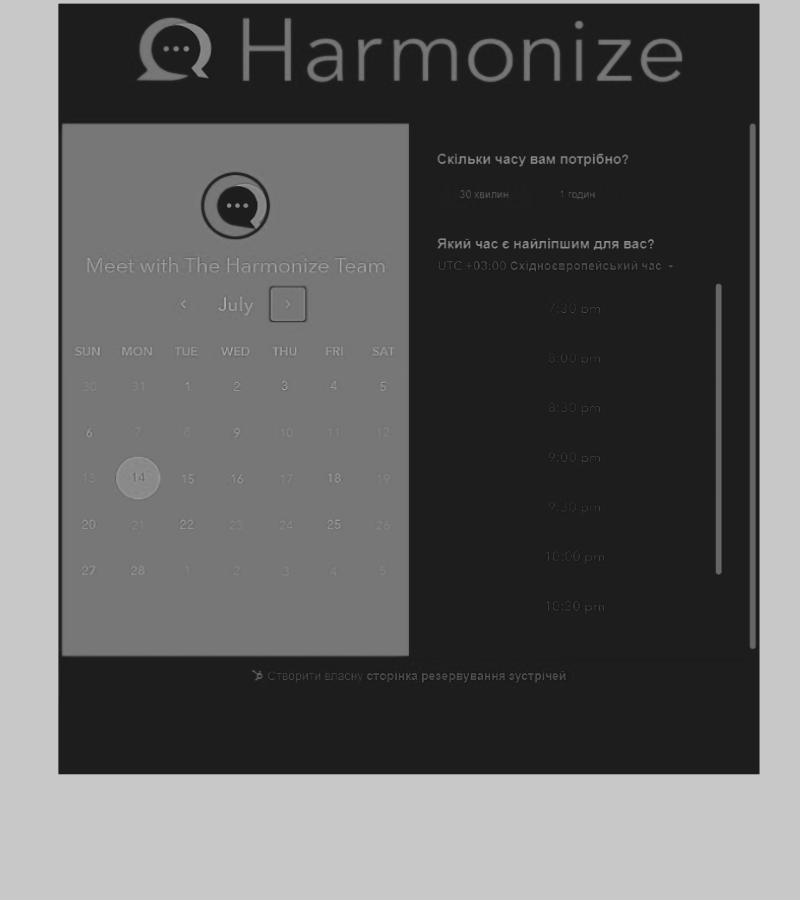 Harmonize
Meet with The Harmonize Team
July
SUN MON TUE WED THU FRI SAT
30 31 1 2 3 4 5
6 7 8 9 10 11 12
13 14 15 16 17 18 19
20 21 22 23 24 25 26
27 28 1 2 3 4 5
Скільки часу вам потрібно?
30 хвилин 1 годин
Який час є найліпшим для вас?
UTC +03:00 Східноєвропейський час
7:30 pm
8:00 pm
8:30 pm
9:00 pm
9:30 pm
10:00 pm
10:30 pm
Створити власну сторінка резервування зустрічей